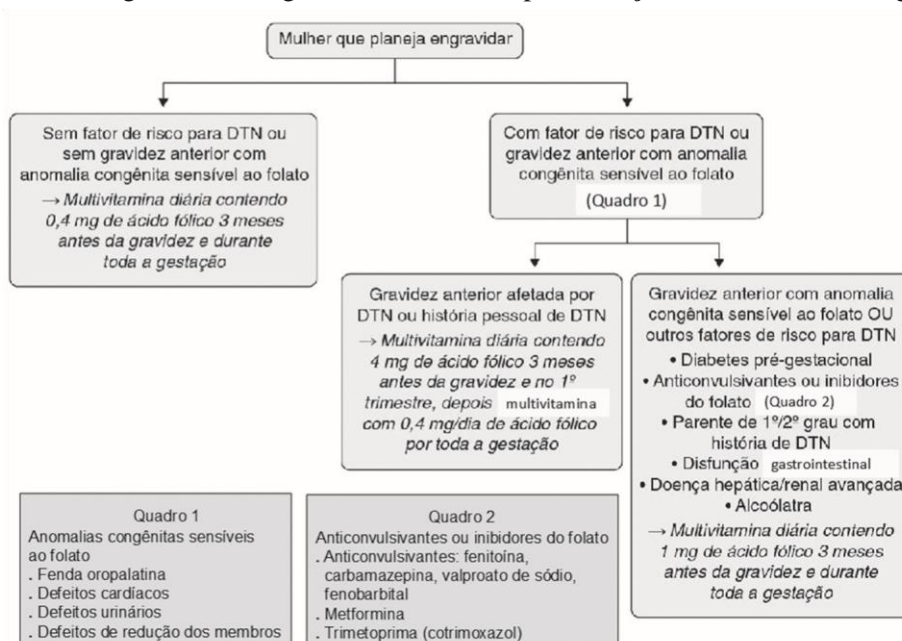 Mulher que planeja engravidar
Sem fator de risco para DTN ou
sem gravidez anterior com
anomalia congênita sensível ao folato
→ Multivitamina diária contendo
0,4 mg de ácido fólico 3 meses
antes da gravidez e durante
toda a gestação
Com fator de risco para DTN ou
gravidez anterior com anomalia
congênita sensível ao folato
(Quadro 1)
Gravidez anterior afetada por
DTN ou história pessoal de DTN
→ Multivitamina diária contendo
4 mg de ácido fólico 3 meses
antes da gravidez e no 1º
trimestre, depois multivitamina
com 0,4 mg/dia de ácido fólico
por toda a gestação
Gravidez anterior com anomalia
congênita sensível ao folato OU
outros fatores de risco para DTN
• Diabetes pré-gestacional
• Anticonvulsivantes ou inibidores
do folato (Quadro 2)
• Parente de 1º/2º grau com
história de DTN
• Disfunção gastrointestinal
• Doença hepática/renal avançada
• Alcoólatra
→ Multivitamina diária contendo
1 mg de ácido fólico 3 meses
antes da gravidez e durante
toda a gestação
Quadro 1
Anomalias congênitas sensíveis
ao folato
. Fenda oropalatina
. Defeitos cardíacos
. Defeitos urinários
. Defeitos de redução dos membros
Quadro 2
Anticonvulsivantes ou inibidores do folato
. Anticonvulsivantes: fenitoína,
carbamazepina, valproato de sódio,
fenobarbital
. Metformina
. Trimetoprima (cotrimoxazol)